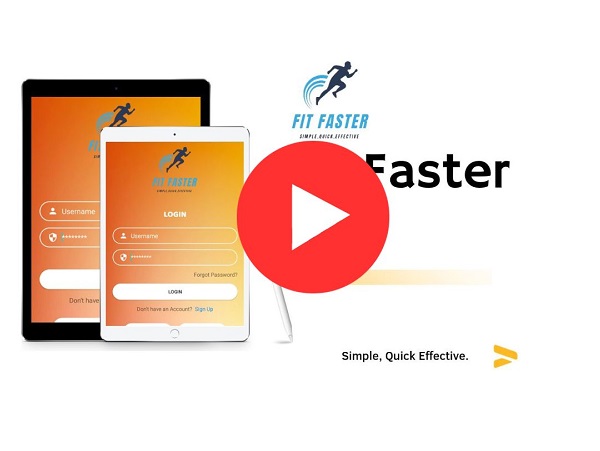 FIT FASTER
SIMPLE.QUICK.EFFECTIVE
Faster
Simple, Quick Effective.
Username
Don't have
FIT FASTER
SIMPLE.QUICK.EFFECTIVE
LOGIN
Username
Forgot Password?
LOGIN
Don't have an Account? Sign Up